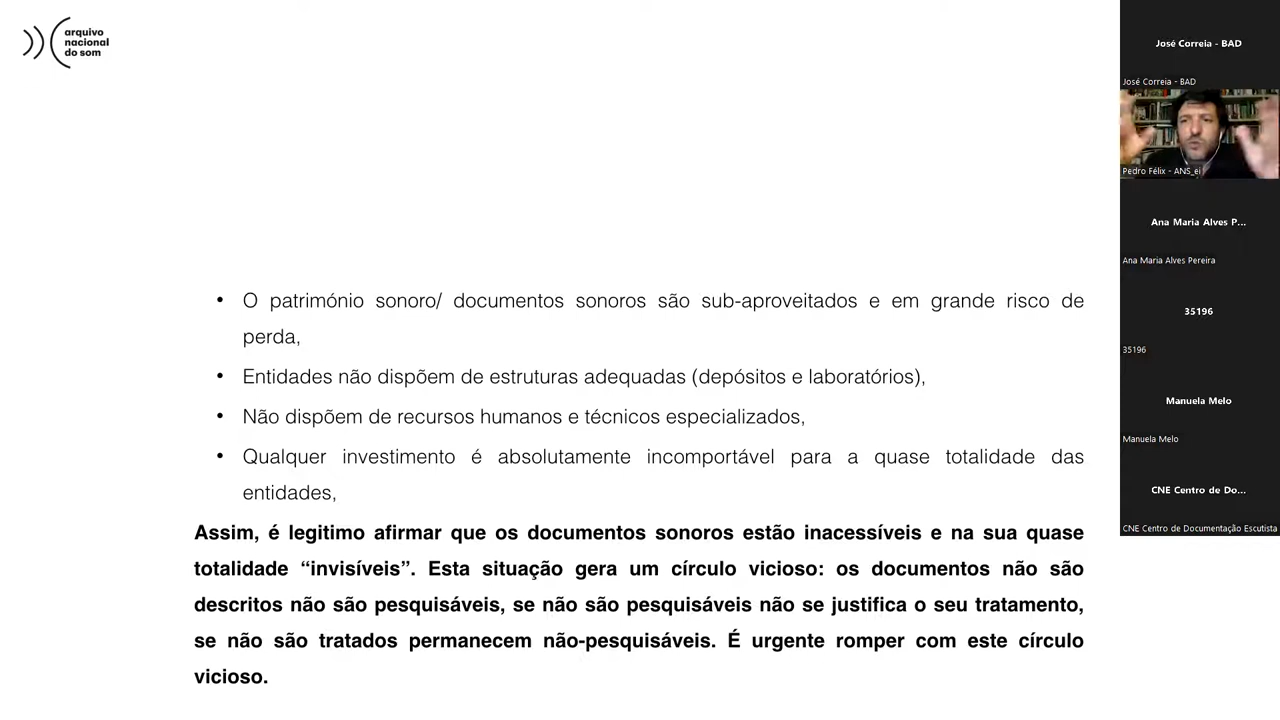 arquivo
nacional
do som
• O património sonoro/ documentos sonoros são sub-aproveitados e em grande risco de
perda,
• Entidades não dispõem de estruturas adequadas (depósitos e laboratórios),
• Não dispõem de recursos humanos e técnicos especializados,
• Qualquer investimento é absolutamente incomportável para a quase totalidade das
entidades,
Assim, é legitimo afirmar que os documentos sonoros estão inacessíveis e na sua quase
totalidade “invisíveis”. Esta situação gera um círculo vicioso: os documentos não são
descritos não são pesquisáveis, se não são pesquisáveis não se justifica o seu tratamento,
se não são tratados permanecem não-pesquisáveis. É urgente romper com este círculo
vicioso.
José Correia - BAD
José Correia - BAD
Pedro Félix - ANS_ei
Ana Maria Alves P...
Ana Maria Alves Pereira
35196
35196
Manuela Melo
Manuela Melo
CNE Centro de Do...
CNE Centro de Documentação Escutista